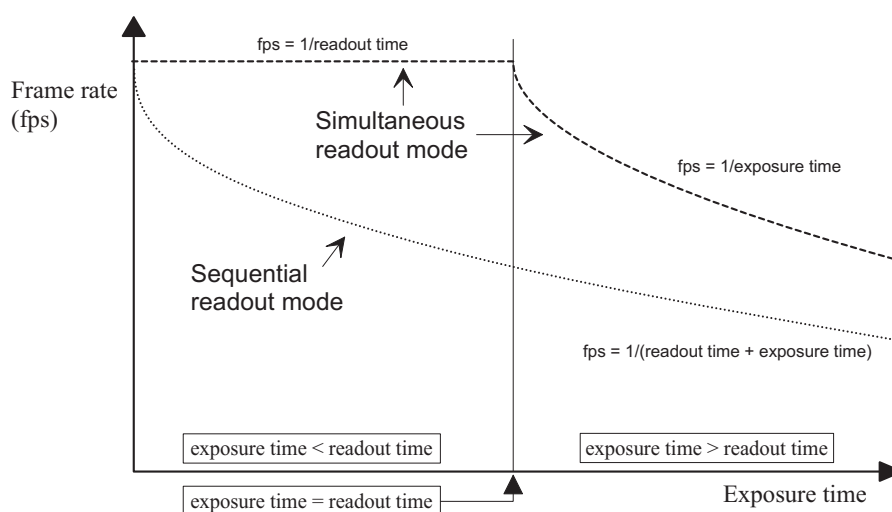 fps = 1/readout time
Frame rate
(fps)
Simultaneous
readout mode
fps = 1/exposure time
Sequential
readout mode
fps = 1/(readout time + exposure time)
exposure time < readout time
exposure time > readout time
exposure time = readout time
Exposure time